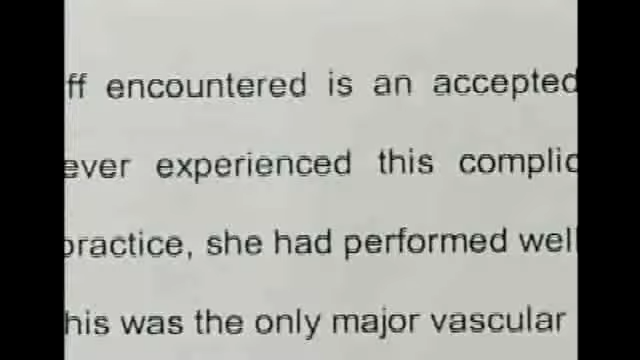 ff encountered is an accepted
ever experienced this complic
practice, she had performed well
his was the only major vascular